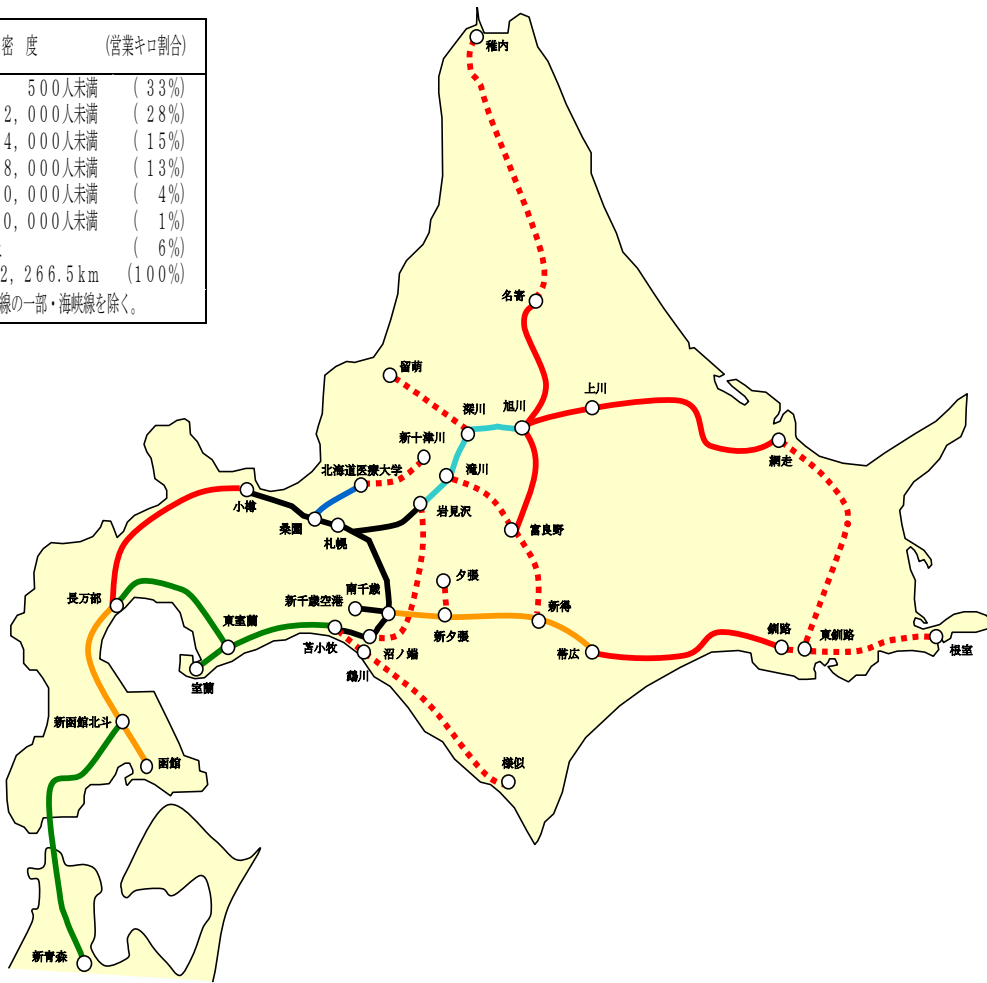 密 度 (営業キロ割合)
500人未満 ( 33%)
2,000人未満 ( 28%)
4,000人未満 ( 15%)
8,000人未満 ( 13%)
0,000人未満 ( 4%)
0,000人未満 ( 1%)
( 6%)
2,266.5km (100%)
線の一部・海峡線を除く。
稚内
名寄
留萌
上川
旭川
深川
新十津川
網走
北海道医療大学
滝川
小樽
岩見沢
桑園
札幌
富良野
夕張
南千歳
新千歳空港
長万部
新得
東室蘭
新夕張
釧路
東釧路
苫小牧
沼ノ端
帯広
根室
鵡川
室蘭
新函館北斗
函館
様似
新青森